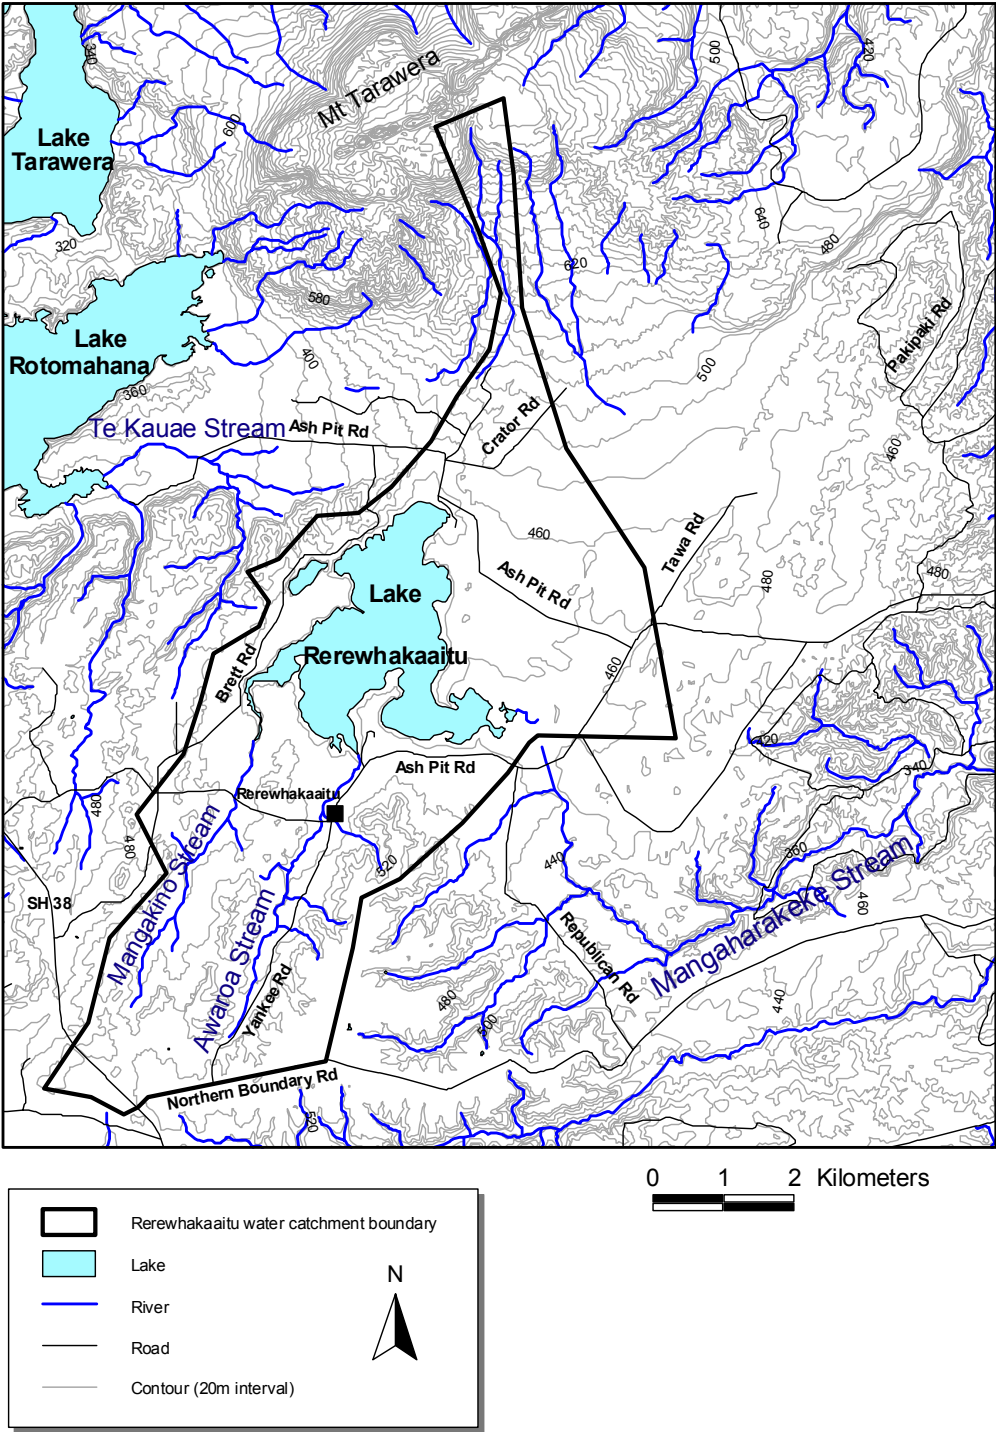 340
500
420
Mt Tarawera
600
Lake
Tarawera
640
480
320
620
580
Lake
Rotomahana
Pakipaki Rd
400
500
360
Te Kauae Stream
Ash Pit Rd
Crator Rd
460
460
Tawa Rd
Ash Pit Rd
480
480
Lake
Rerewhakaaitu
Brett Rd
460
320
Ash Pit Rd
340
Rerewhakaaitu
480
480
Mangakino Stream
520
440
360
Mangaharakeke Stream
460
SH 38
Awaroa Stream
Republican Rd
Yankee Rd
480
440
500
Northern Boundary Rd
520
0 1 2 Kilometers
Rerewhakaaitu water catchment boundary
Lake
N
River
Road
Contour (20m interval)